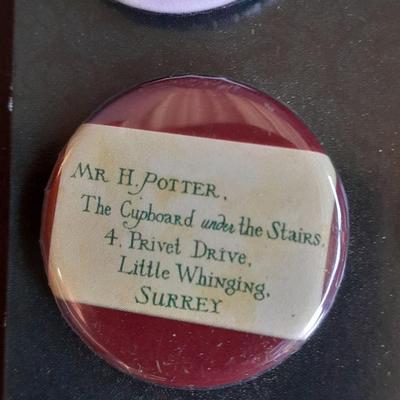 Mr H. Potter,
The Cupboard under the Stairs,
4. Privet Drive,
Little Whinging,
SURREY